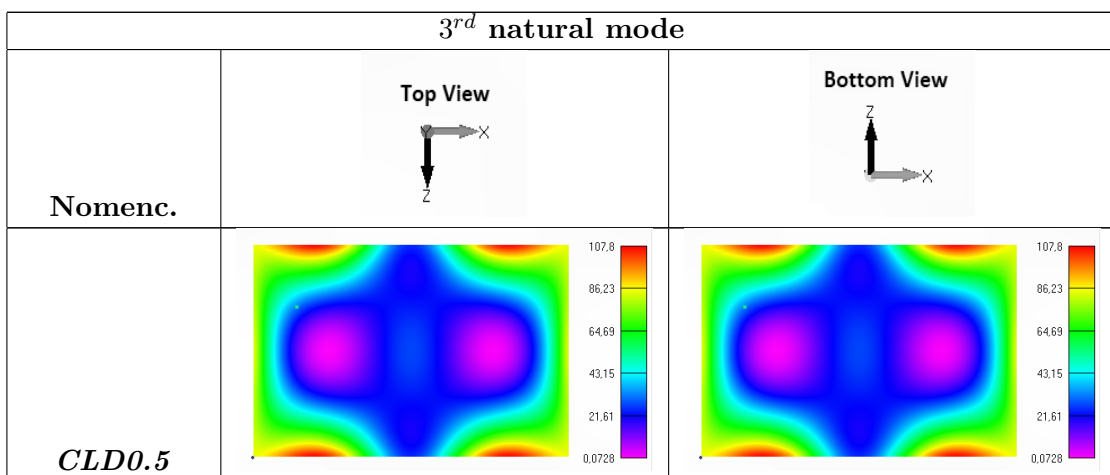 3rd natural mode
Nomenc.
Top View
Y X
Z
Bottom View
Z
X
CLD0.5
107,8
86,23
64,69
43,15
21,61
0,0728
107,8
86,23
64,69
43,15
21,61
0,0728